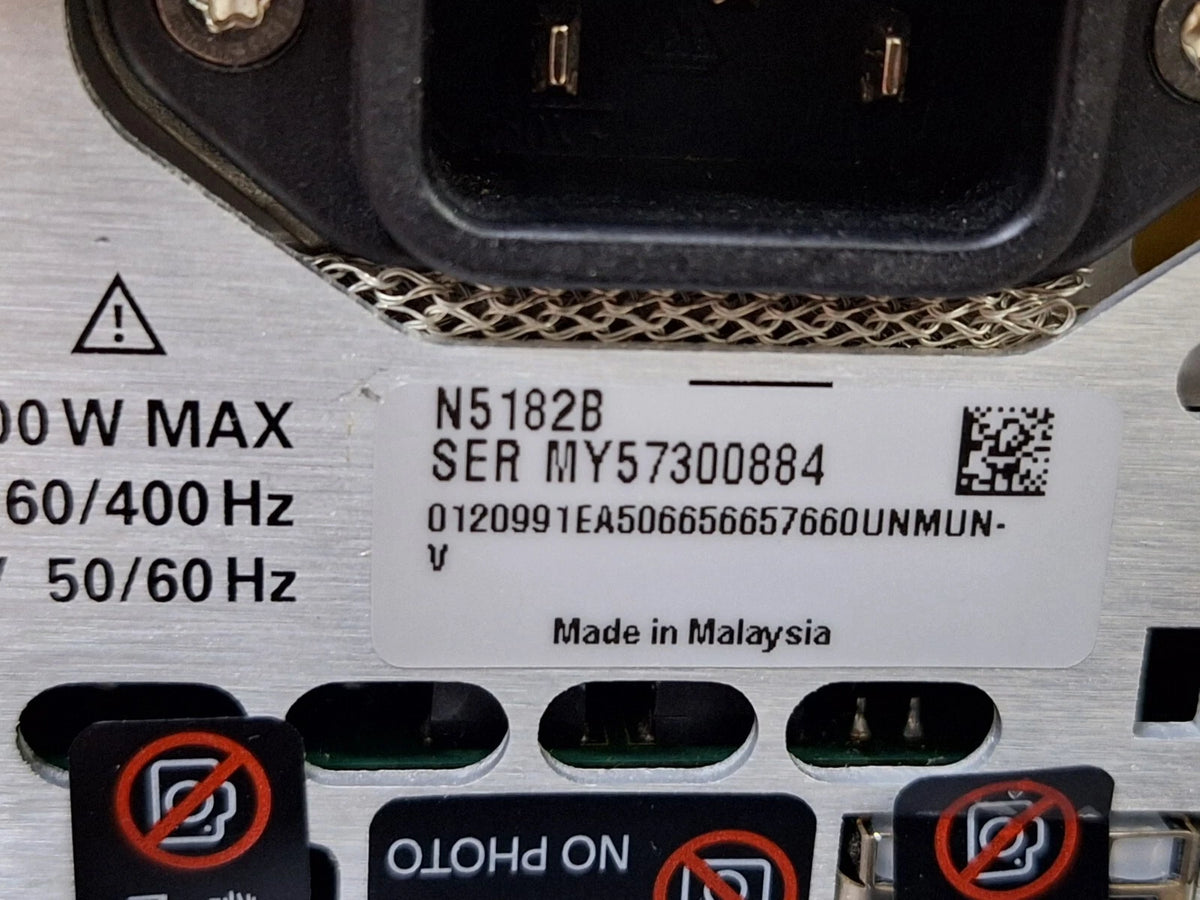 00 W MAX
60/400 Hz
50/60 Hz
N5182B
SER MY57300884
0120991EA506656657660UNMUN-
V
Made in Malaysia
NO PHOTO